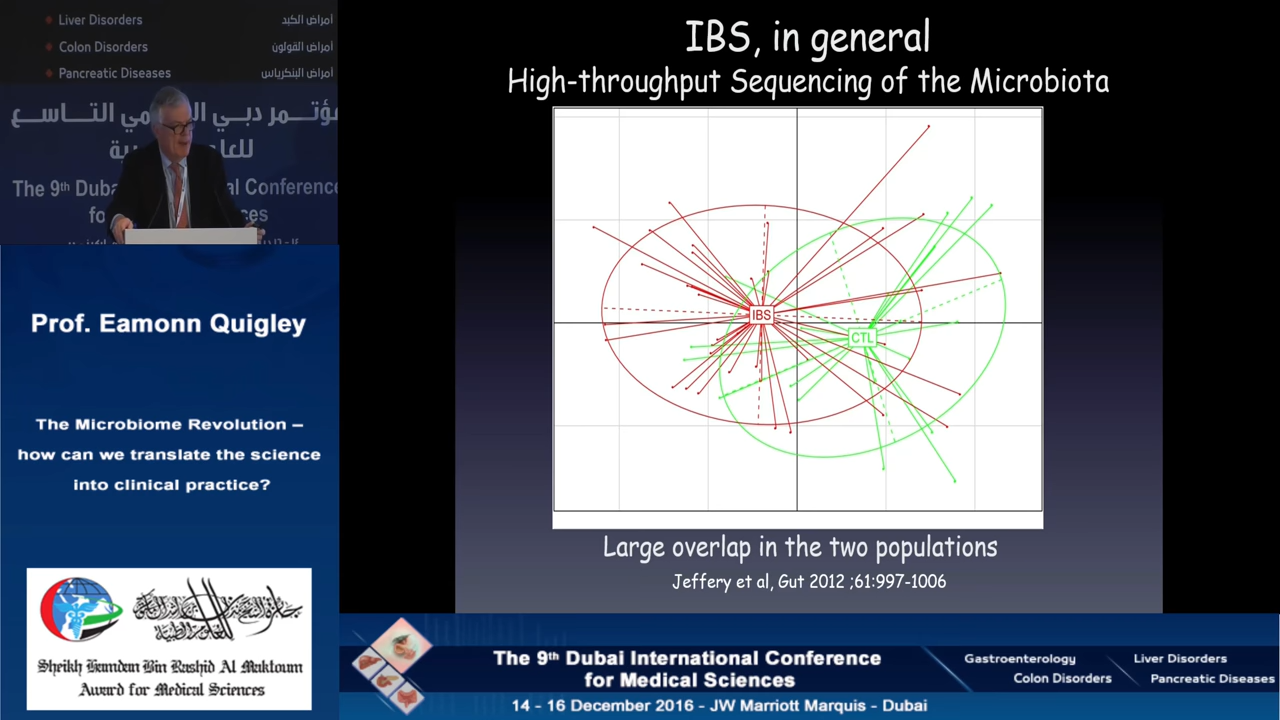 Liver Disorders
أمراض الكبد
Colon Disorders
أمراض القولون
Pancreatic Diseases
أمراض البنكرياس
التاسع
The 9th Dubai
Conference
IBS, in general
High-throughput Sequencing of the Microbiota
IBS
CTL
Large overlap in the two populations
Jeffery et al, Gut 2012 ;61:997-1006
Prof. Eamonn Quigley
The Microbiome Revolution –
how can we translate the science
into clinical practice?
Sheikh Hamdan Bin Rashid Al Maktoum
Award for Medical Sciences
The 9th Dubai International Conference
for Medical Sciences
14 - 16 December 2016 - JW Marriott Marquis - Dubai
Gastroenterology
Liver Disorders
Colon Disorders
Pancreatic Diseases